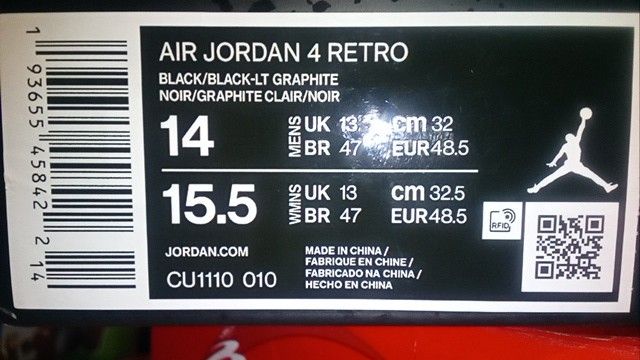 AIR JORDAN 4 RETRO
BLACK/BLACK-LT GRAPHITE
NOIR/GRAPHITE CLAIR/NOIR
14 MENS UK 13 cm 32
BR 47 EUR 48.5
15.5 WMNS UK 13 cm 32.5
BR 47 EUR 48.5
RFID
JORDAN.COM
CU1110 010
MADE IN CHINA /
FABRIQUE EN CHINE /
FABRICADO NA CHINA /
HECHO EN CHINA
1 93655 45842 2 14